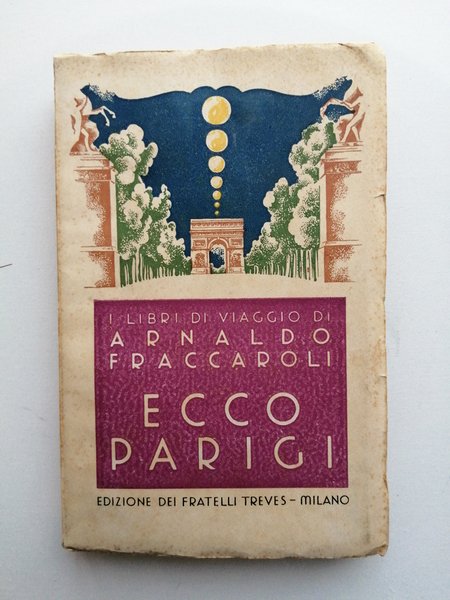 I LIBRI DI VIAGGIO DI
ARNALDO
FRACCAROLI
ECCO
PARIGI
EDIZIONE DEI FRATELLI TREVES - MILANO